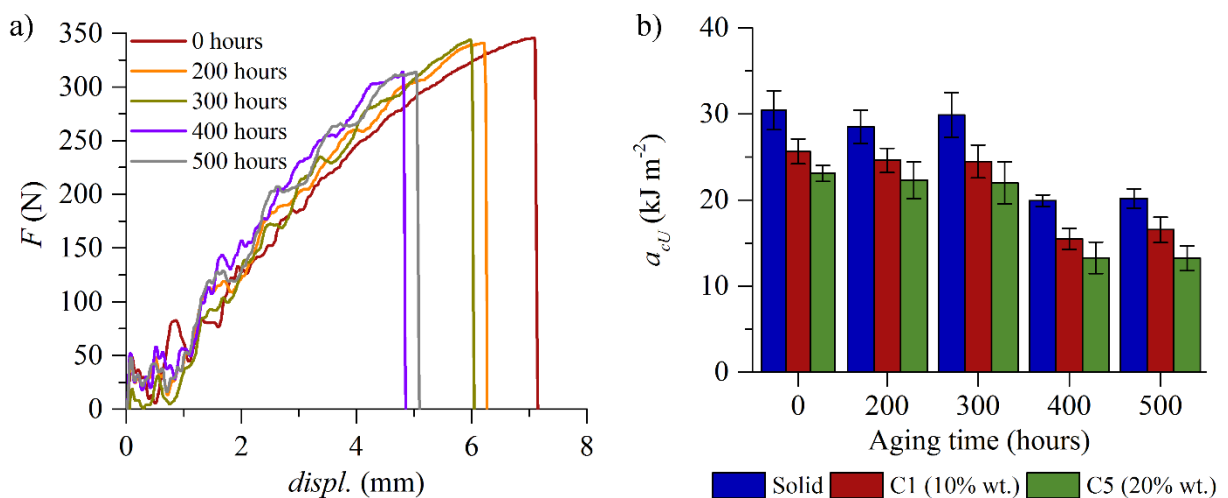 a)
350
300
250
200
150
100
50
0
F (N)
0 hours
200 hours
300 hours
400 hours
500 hours
0 2 4 6 8
displ. (mm)
b)
40
30
20
10
0
a_cU (kJ m⁻²)
0 200 300 400 500
Aging time (hours)
Solid C1 (10% wt.) C5 (20% wt.)